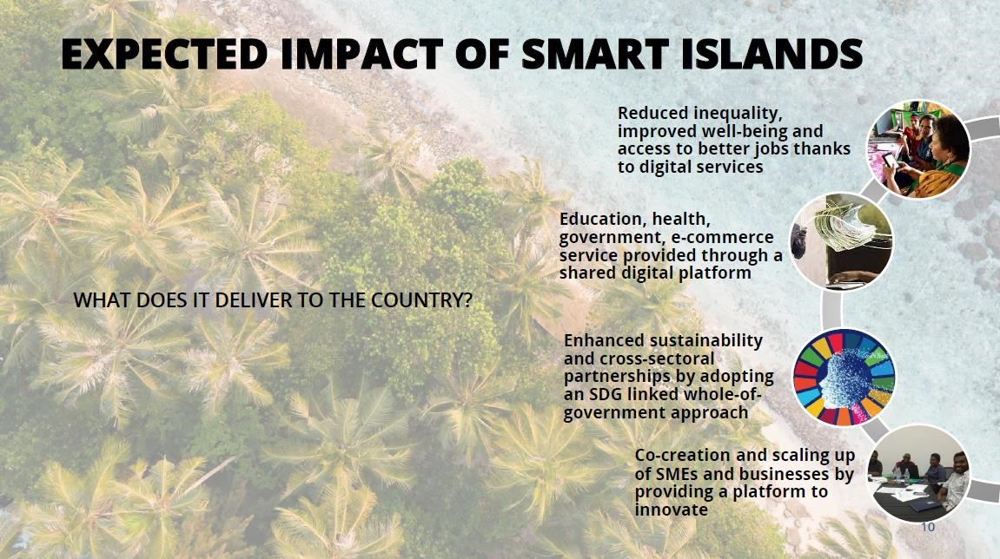 EXPECTED IMPACT OF SMART ISLANDS
Reduced inequality,
improved well-being and
access to better jobs thanks
to digital services
Education, health,
government, e-commerce
service provided through a
shared digital platform
WHAT DOES IT DELIVER TO THE COUNTRY?
Enhanced sustainability
and cross-sectoral
partnerships by adopting
an SDG linked whole-of-
government approach
Co-creation and scaling up
of SMEs and businesses by
providing a platform to
innovate
10